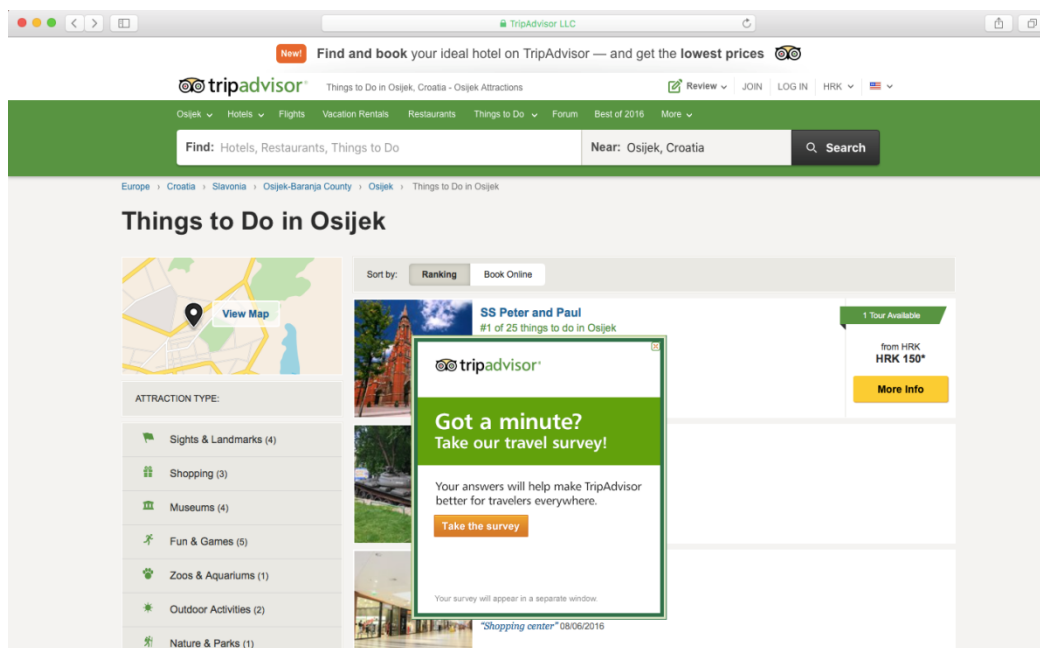 TripAdvisor LLC
New! Find and book your ideal hotel on TripAdvisor — and get the lowest prices
tripadvisor® Things to Do in Osijek, Croatia - Osijek Attractions Review JOIN LOG IN HRK
Osijek Hotels Flights Vacation Rentals Restaurants Things to Do Forum Best of 2016 More
Find: Hotels, Restaurants, Things to Do Near: Osijek, Croatia Search
Europe › Croatia › Slavonia › Osijek-Baranja County › Osijek › Things to Do in Osijek
Things to Do in Osijek
Sort by: Ranking Book Online
View Map
SS Peter and Paul
#1 of 25 things to do in Osijek
1 Tour Available
from HRK
HRK 150*
More Info
ATTRACTION TYPE:
Sights & Landmarks (4)
Shopping (3)
Museums (4)
Fun & Games (5)
Zoos & Aquariums (1)
Outdoor Activities (2)
Nature & Parks (1)
tripadvisor®
Got a minute?
Take our travel survey!
Your answers will help make TripAdvisor
better for travelers everywhere.
Take the survey
Your survey will appear in a separate window.
"Shopping center" 08/06/2016